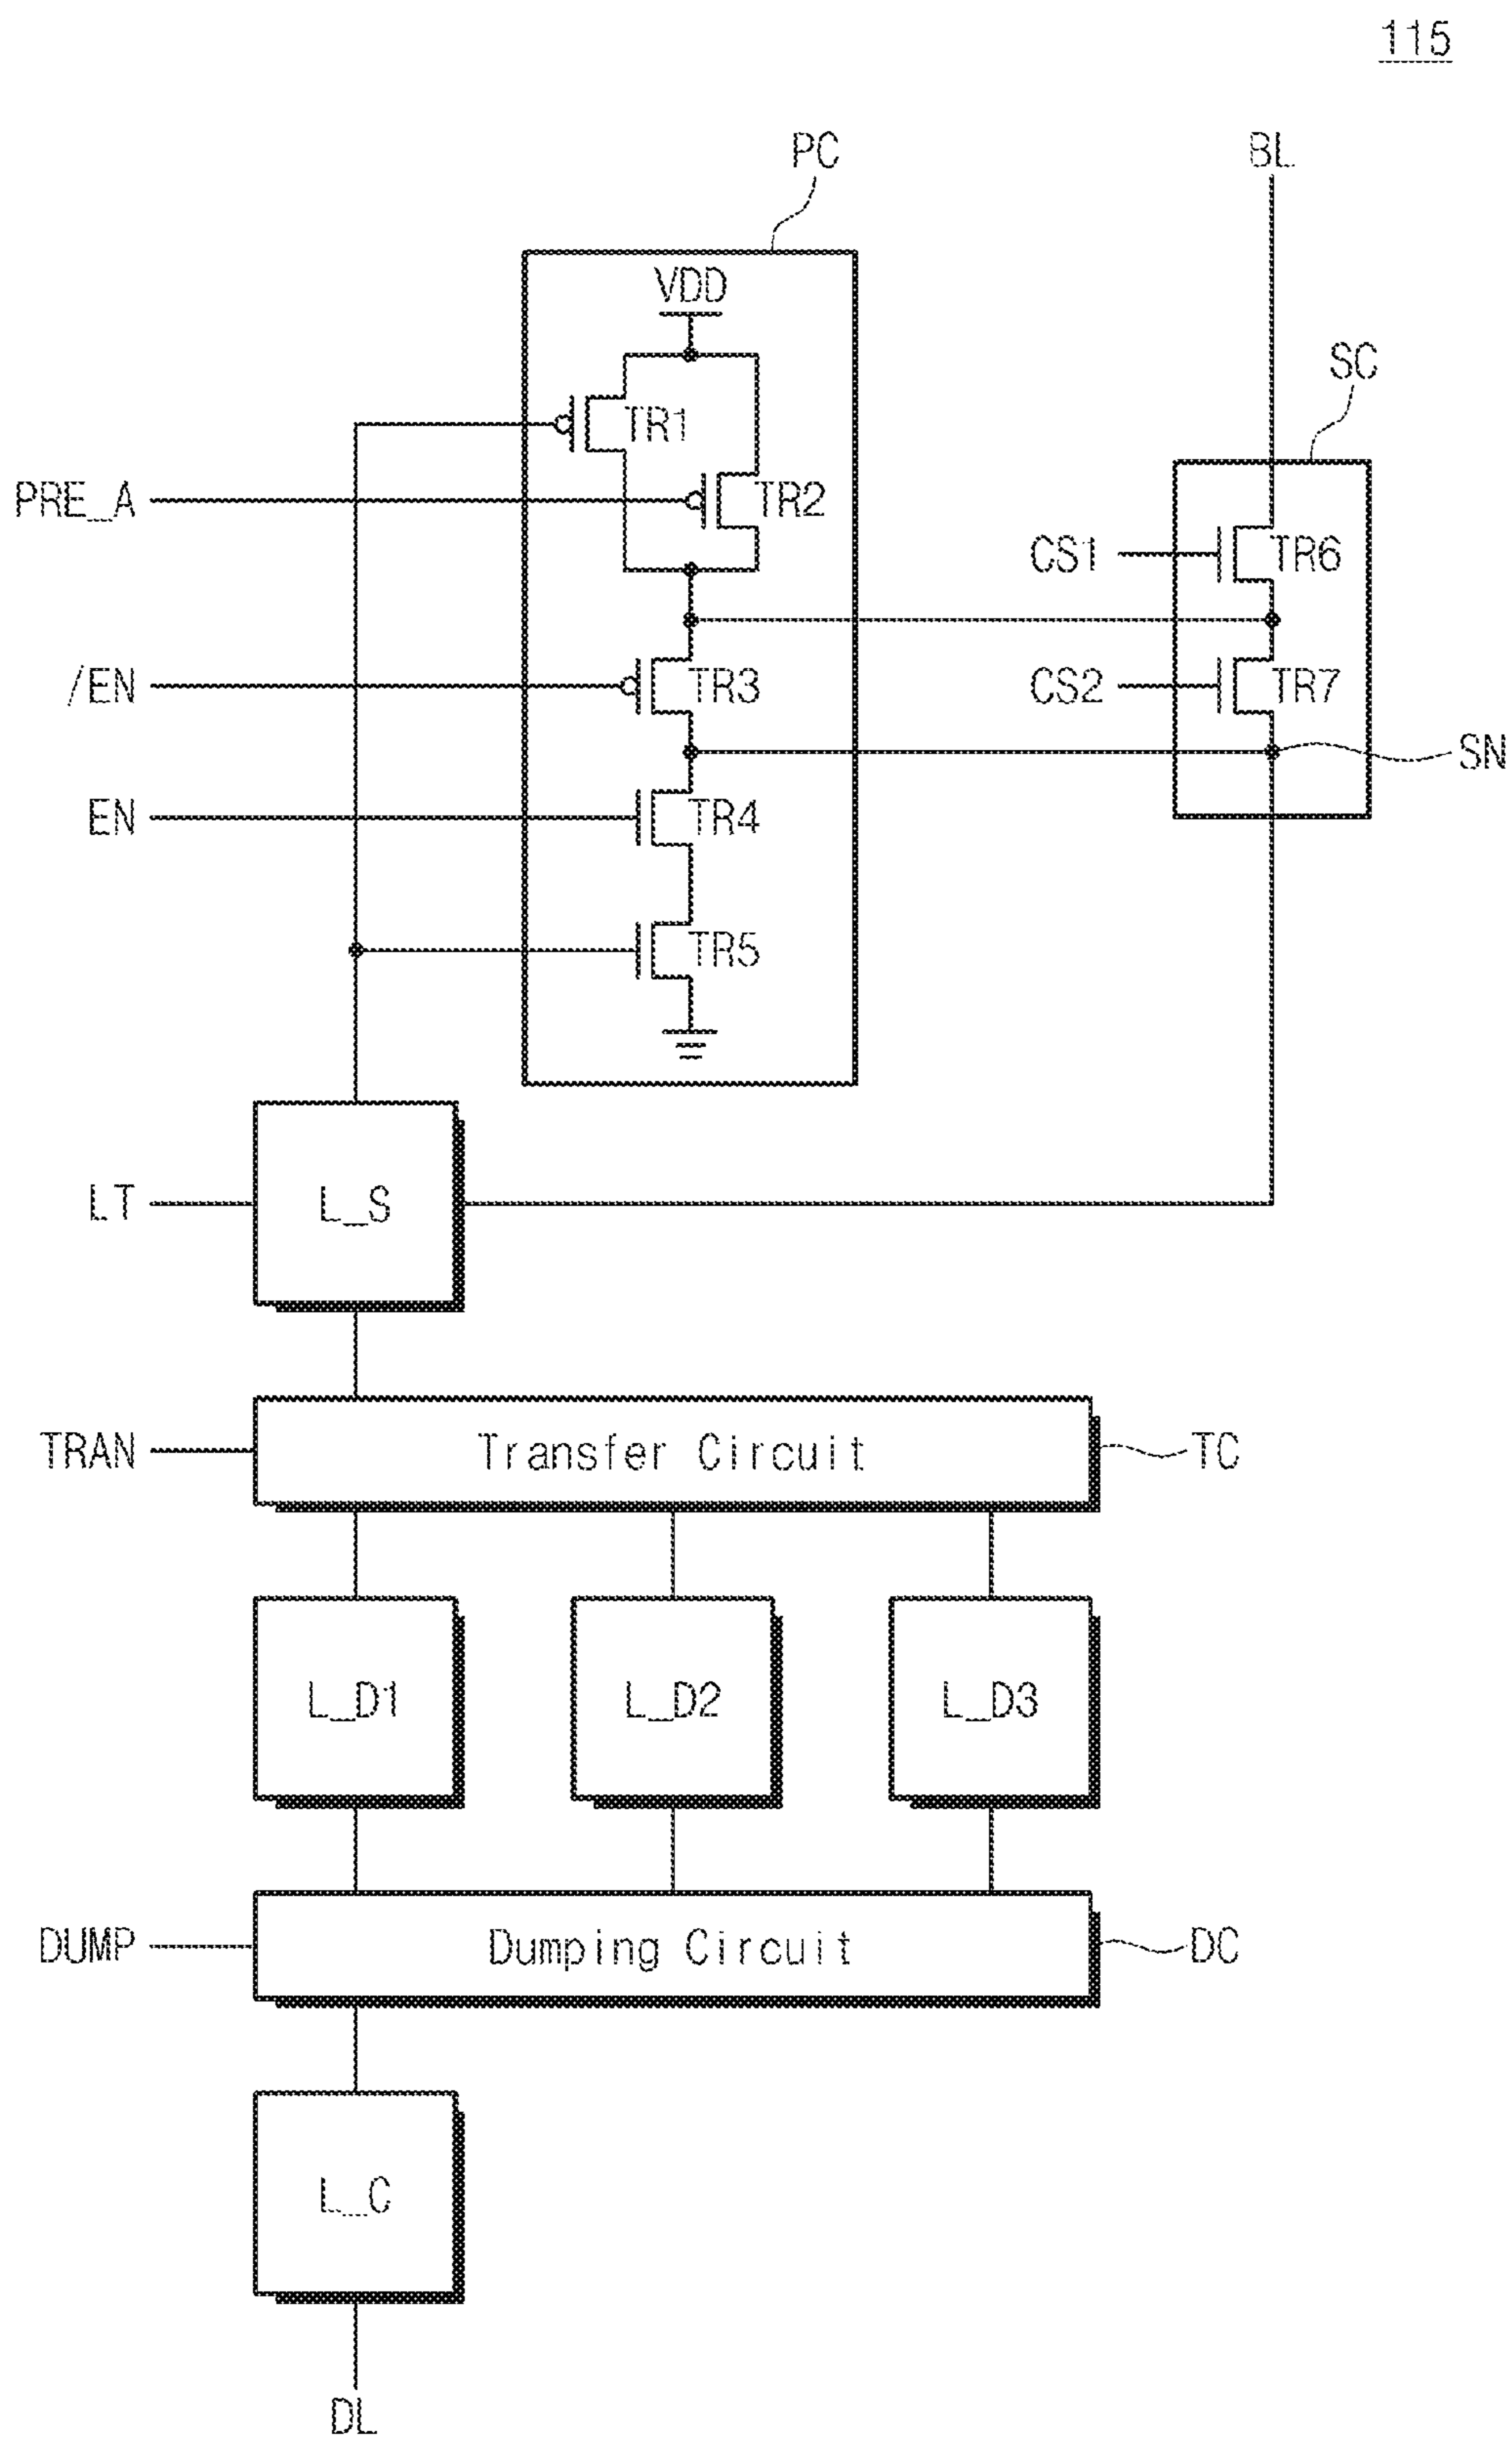 115
PC
BL
VDD
SC
TR1
PRE_A
TR2
CS1
TR6
/EN
TR3
CS2
TR7
SN
EN
TR4
TR5
LT
L_S
TRAN
Transfer Circuit
TC
L_D1
L_D2
L_D3
DUMP
Dumping Circuit
DC
L_C
DL